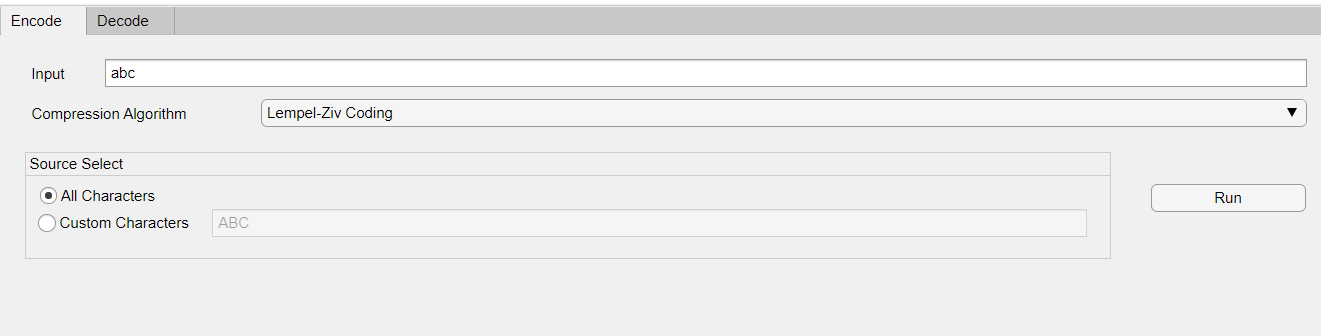 Encode Decode
Input abc
Compression Algorithm Lempel-Ziv Coding
Source Select
All Characters
Run
Custom Characters ABC